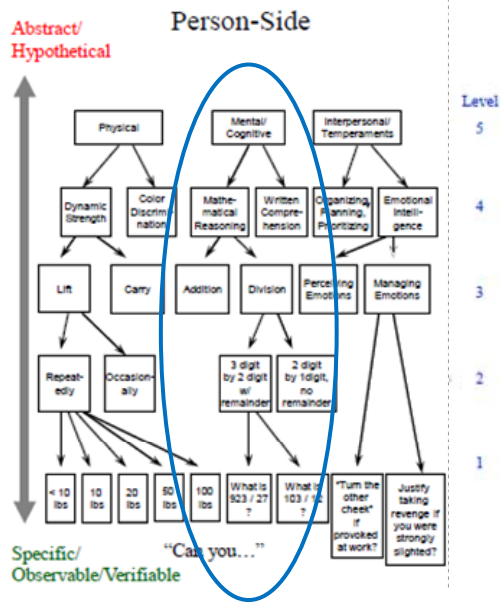 Person-Side
Abstract/
Hypothetical
Level
5
Physical
Mental/
Cognitive
Interpersonal/
Temperaments
4
Dynamic
Strength
Color
Discrimi-
nation
Mathe-
matical
Reasoning
Written
Compre-
hension
Organizing,
Planning,
Prioritizing
Emotional
Intelli-
gence
3
Lift
Carry
Addition
Division
Perceiving
Emotions
Managing
Emotions
2
Repeat-
edly
Occasion-
ally
3 digit
by 2 digit
w/
remainder
2 digit
by 1digit,
no
remainder
1
< 10
lbs
10
lbs
20
lbs
50
lbs
100
lbs
What is
923 / 27
?
What is
103 / 12
?
"Turn the
other
cheek"
if
provoked
at work?
Justify
taking
revenge if
you were
strongly
slighted?
"Can you..."
Specific/
Observable/Verifiable